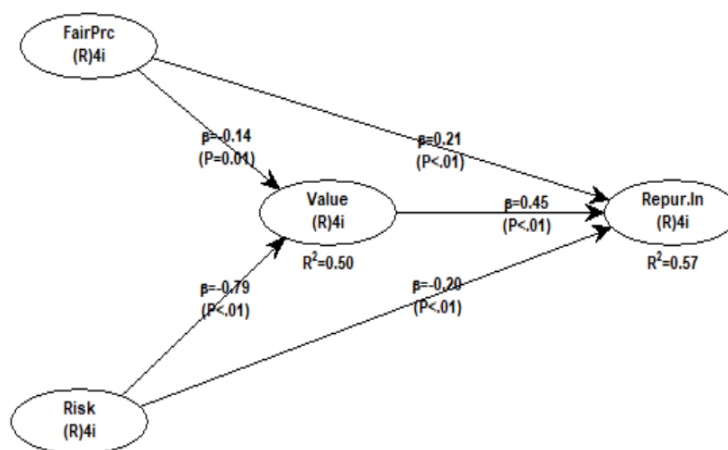 FairPrc
(R)4i
β=-0.14
(P=0.01)
β=0.21
(P<.01)
Value
(R)4i
R²=0.50
β=0.45
(P<.01)
Repur.In
(R)4i
R²=0.57
β=-0.79
(P<.01)
β=-0.20
(P<.01)
Risk
(R)4i